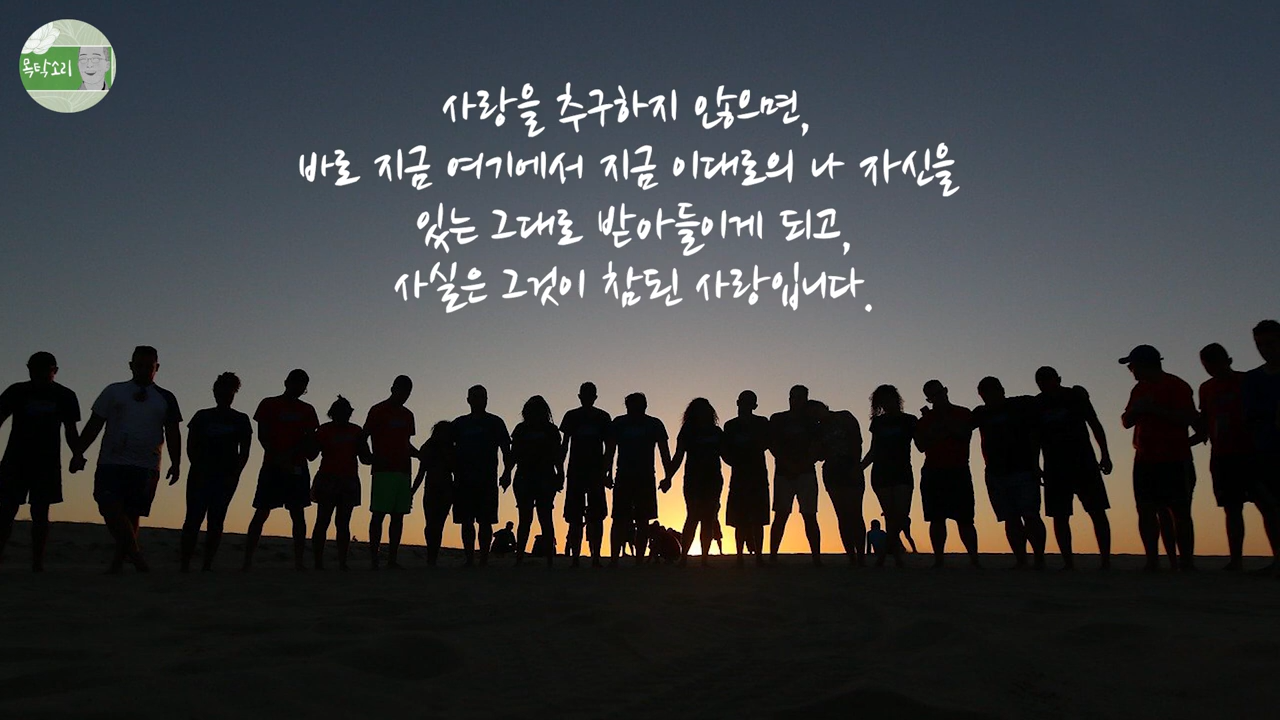 목탁소리
사랑을 추구하지 않으면,
바로 지금 여기에서 지금 이대로의 나 자신을
있는 그대로 받아들이게 되고,
사실은 그것이 참된 사랑입니다.